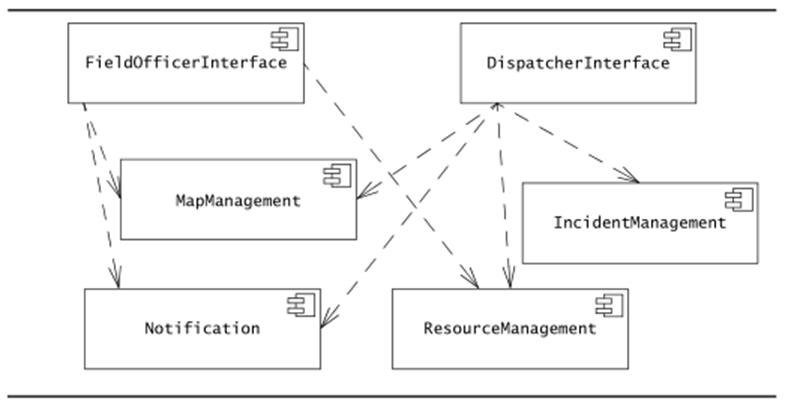 FieldOfficerInterface
DispatcherInterface
MapManagement
IncidentManagement
Notification
ResourceManagement